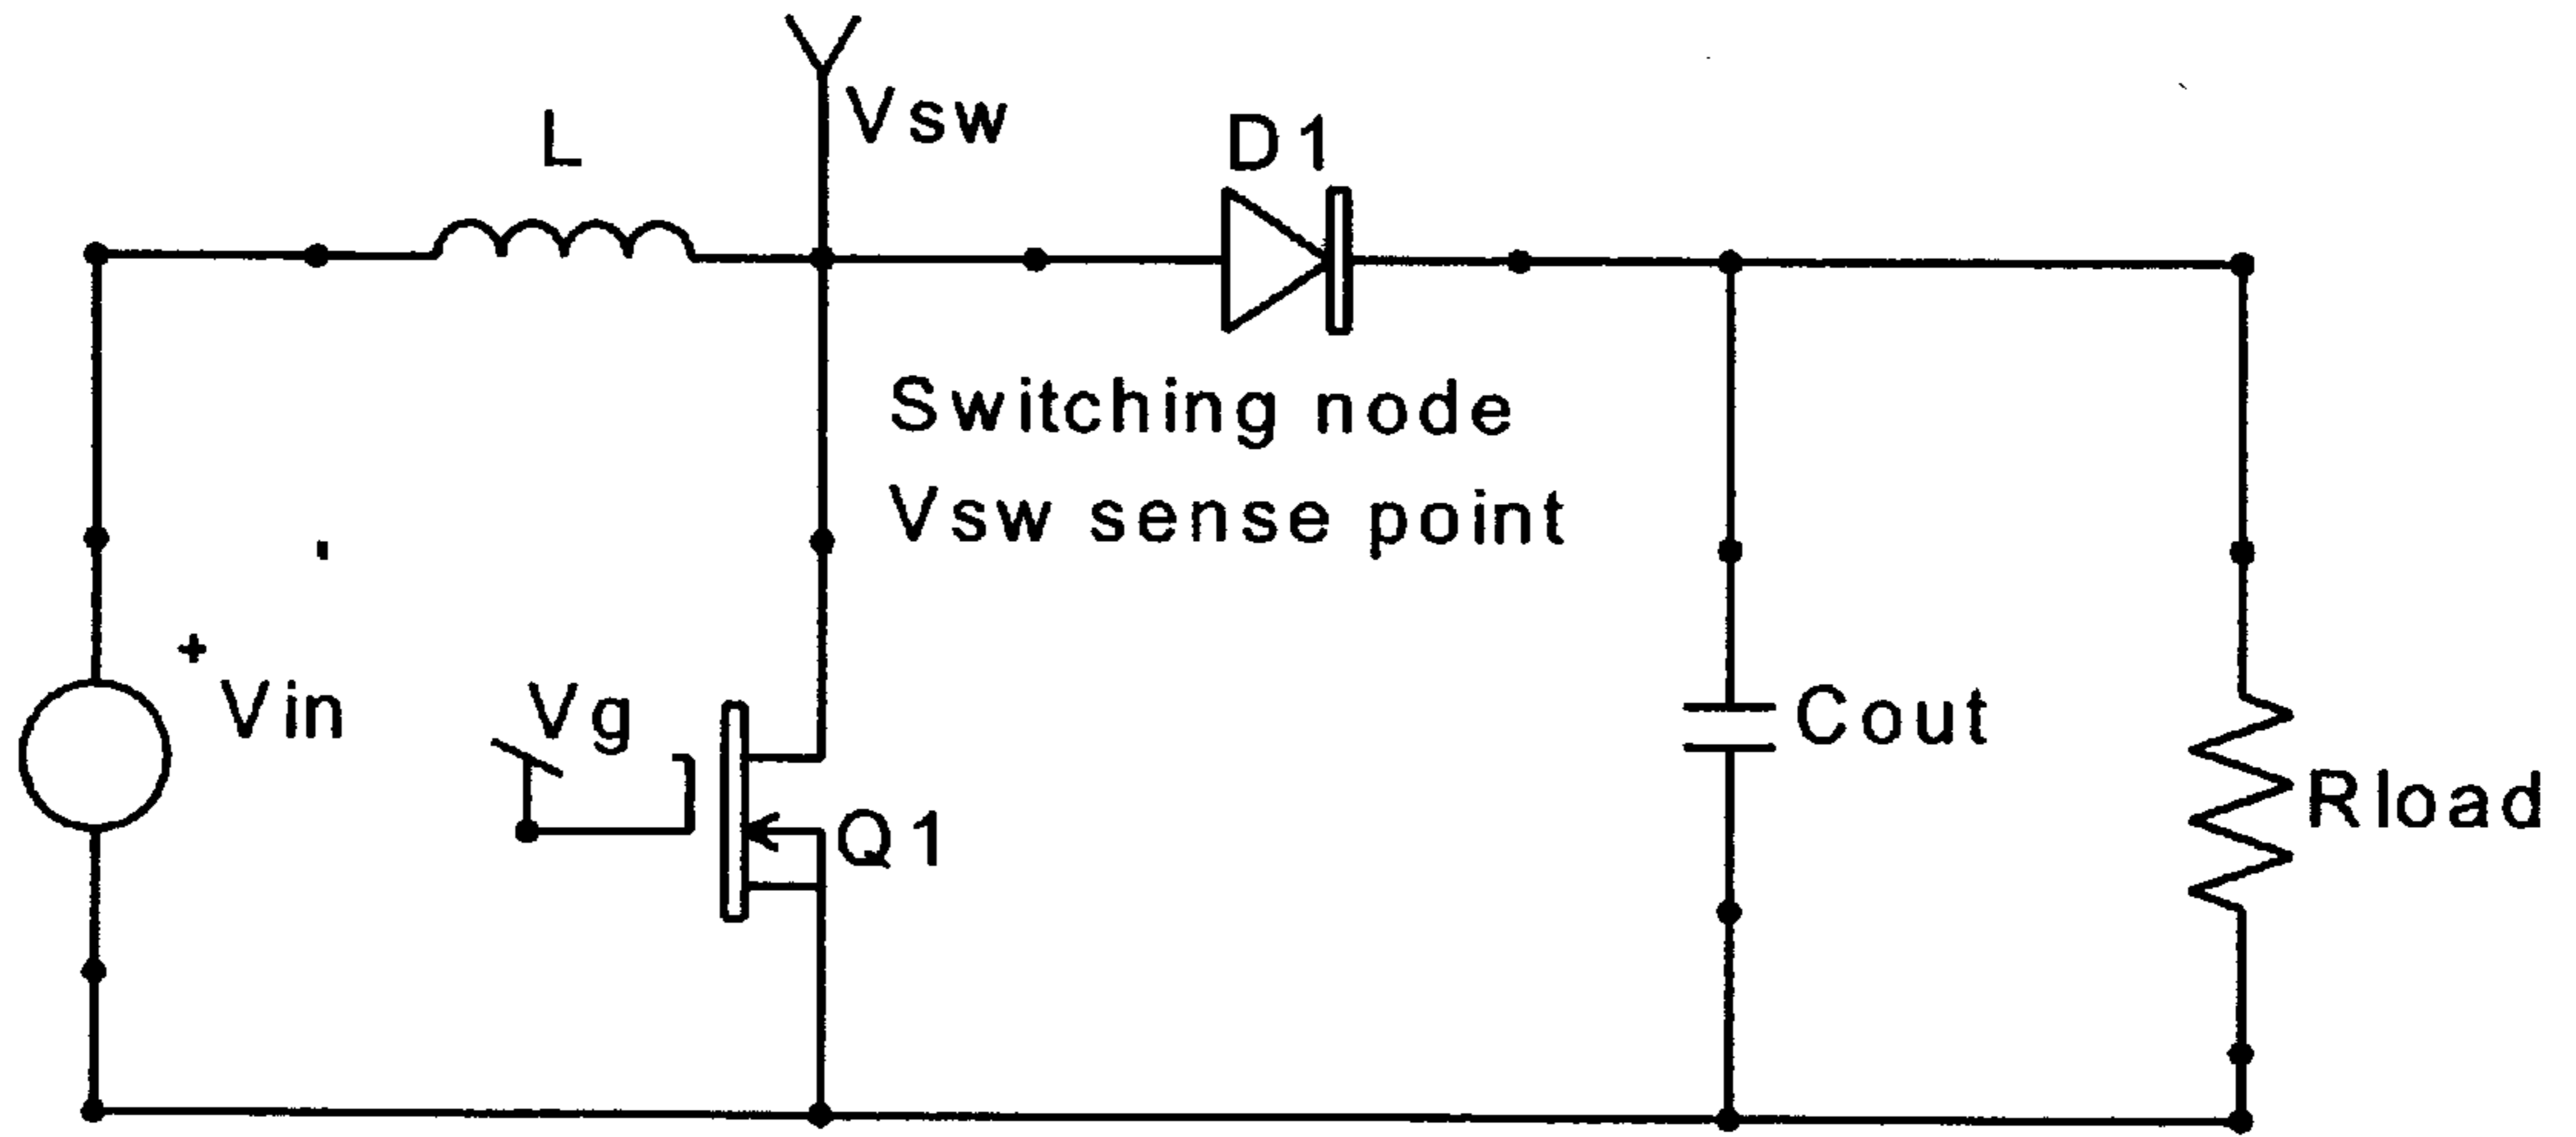 Vsw
L
D1
Switching node
Vsw sense point
+
Vin
Vg
Cout
Rload
Q1